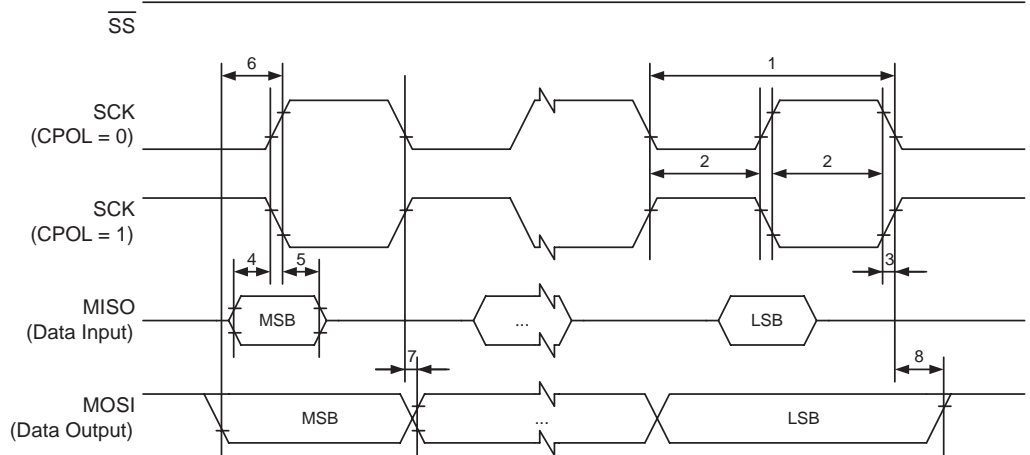 SS
6
1
SCK
(CPOL = 0)
2
2
SCK
(CPOL = 1)
4
5
3
MISO
(Data Input)
MSB
...
LSB
7
8
MOSI
(Data Output)
MSB
...
LSB